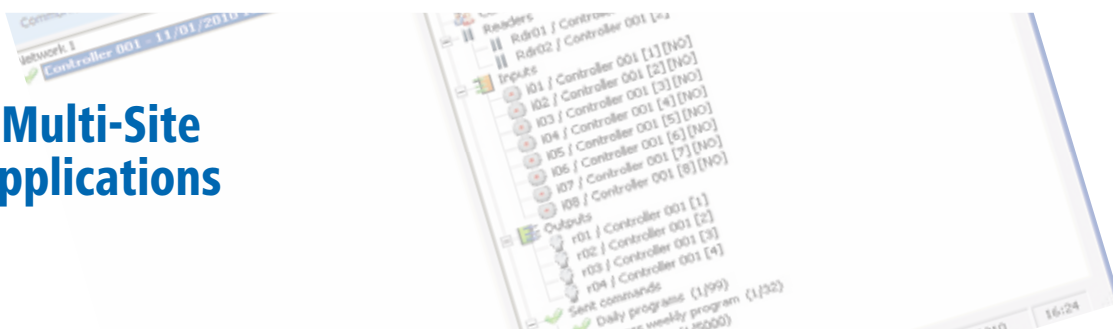 Network 1
Controller 001 - 11/01/2010
Multi-Site
pplications
Readers
Rdr01 / Controller 001 [1]
Rdr02 / Controller 001 [2]
Inputs
i01 / Controller 001 [1] [NO]
i02 / Controller 001 [2] [NO]
i03 / Controller 001 [3] [NO]
i04 / Controller 001 [4] [NO]
i05 / Controller 001 [5] [NO]
i06 / Controller 001 [6] [NO]
i07 / Controller 001 [7] [NO]
i08 / Controller 001 [8] [NO]
Outputs
r01 / Controller 001 [1]
r02 / Controller 001 [2]
r03 / Controller 001 [3]
r04 / Controller 001 [4]
Sent commands
Daily programs (1/99)
weekly program (1/32)
16:24